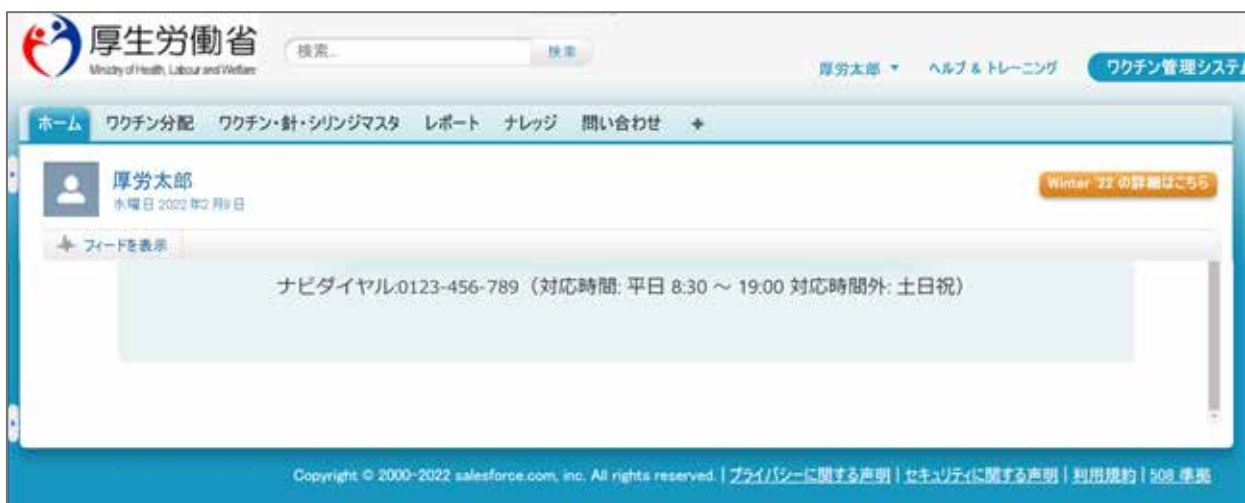 厚生労働省
Ministry of Health, Labour and Welfare
検索...
検索
厚労太郎
ヘルプ & トレーニング
ワクチン管理システム
ホーム ワクチン分配 ワクチン・針・シリンジマスタ レポート ナレッジ 問い合わせ +
厚労太郎
水曜日 2022年2月9日
Winter '22 の詳細はこちら
フィードを表示
ナビダイヤル:0123-456-789（対応時間: 平日 8:30 ～ 19:00 対応時間外: 土日祝）
Copyright © 2000-2022 salesforce.com, inc. All rights reserved. | プライバシーに関する声明 | セキュリティに関する声明 | 利用規約 | 508 準拠